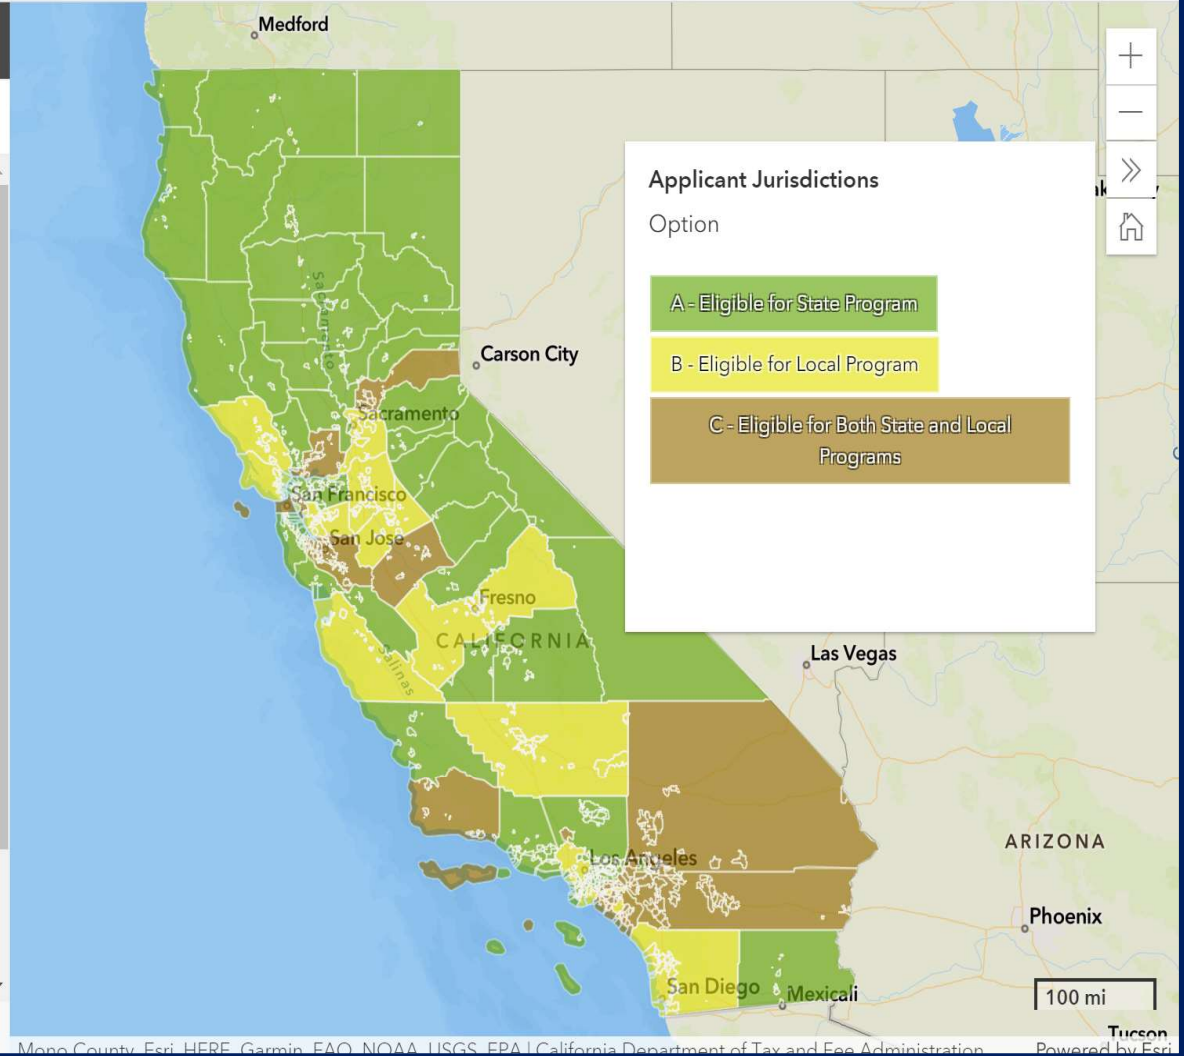 Medford
Applicant Jurisdictions
Option
A - Eligible for State Program
B - Eligible for Local Program
C - Eligible for Both State and Local
Programs
Sacramento
Carson City
Sacramento
San Francisco
San Jose
Fresno
CALIFORNIA
Salinas
Las Vegas
Los Angeles
ARIZONA
Phoenix
San Diego
Mexicali
100 mi
Tucson
Mono County, Esri, HERE, Garmin, FAO, NOAA, USGS, EPA | California Department of Tax and Fee Administration
Powered by Esri